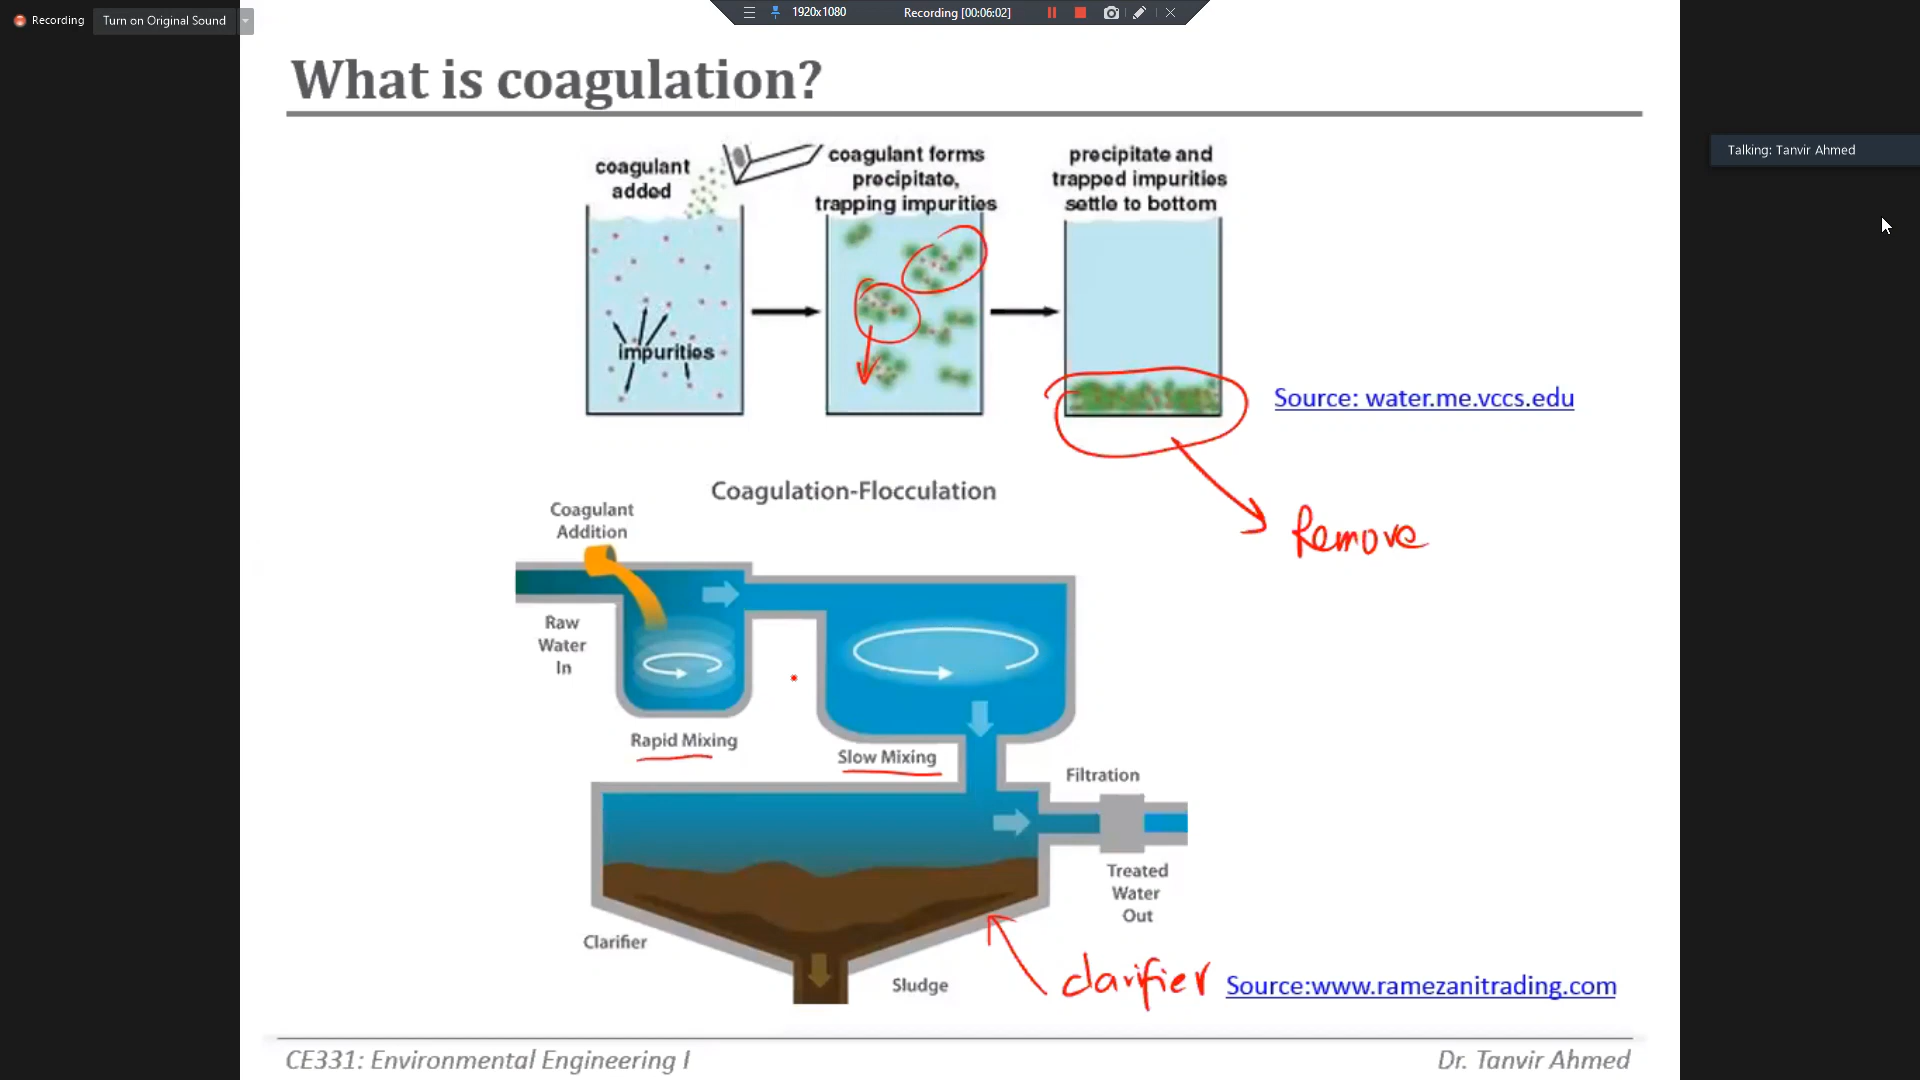 Recording
Turn on Original Sound
1920x1080
Recording [00:06:02]
Talking: Tanvir Ahmed
What is coagulation?
coagulant
added
coagulant forms
precipitate,
trapping impurities
precipitate and
trapped impurities
settle to bottom
impurities
Source: water.me.vccs.edu
Remove
Coagulation-Flocculation
Coagulant
Addition
Raw
Water
In
Rapid Mixing
Slow Mixing
Filtration
Treated
Water
Out
Clarifier
Sludge
clarifier
Source:www.ramezanitrading.com
CE331: Environmental Engineering I
Dr. Tanvir Ahmed